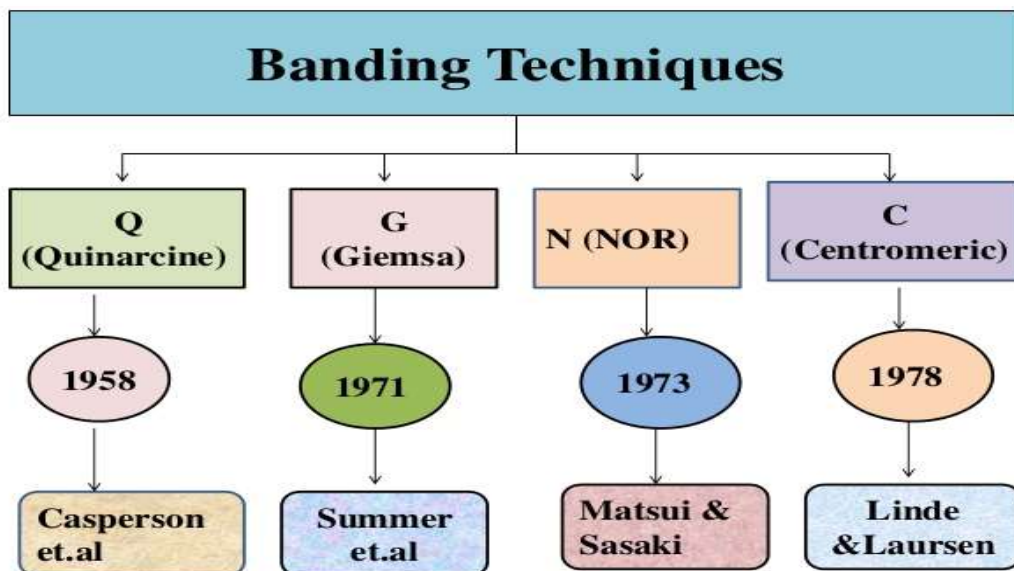 Banding Techniques
Q
(Quinarcine)
G
(Giemsa)
N (NOR)
C
(Centromeric)
1958
1971
1973
1978
Casperson
et.al
Summer
et.al
Matsui &
Sasaki
Linde
&Laursen